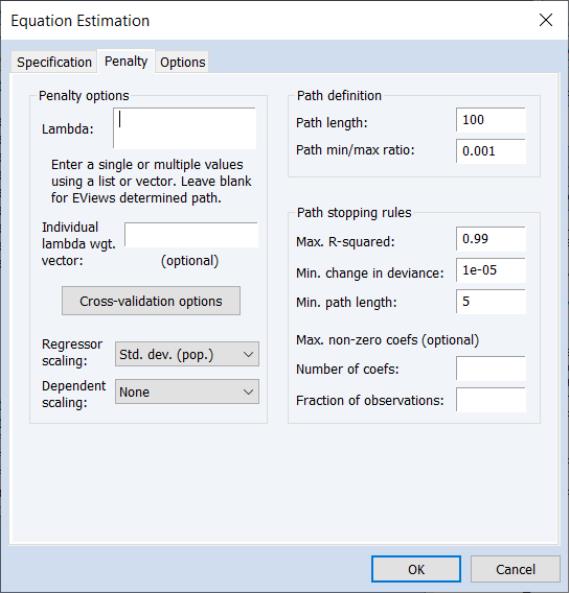 Equation Estimation
Specification Penalty Options
Penalty options
Lambda:
Enter a single or multiple values
using a list or vector. Leave blank
for EViews determined path.
Individual
lambda wgt.
vector:
(optional)
Cross-validation options
Regressor
scaling:
Std. dev. (pop.)
Dependent
scaling:
None
Path definition
Path length: 100
Path min/max ratio: 0.001
Path stopping rules
Max. R-squared: 0.99
Min. change in deviance: 1e-05
Min. path length: 5
Max. non-zero coefs (optional)
Number of coefs:
Fraction of observations:
OK Cancel